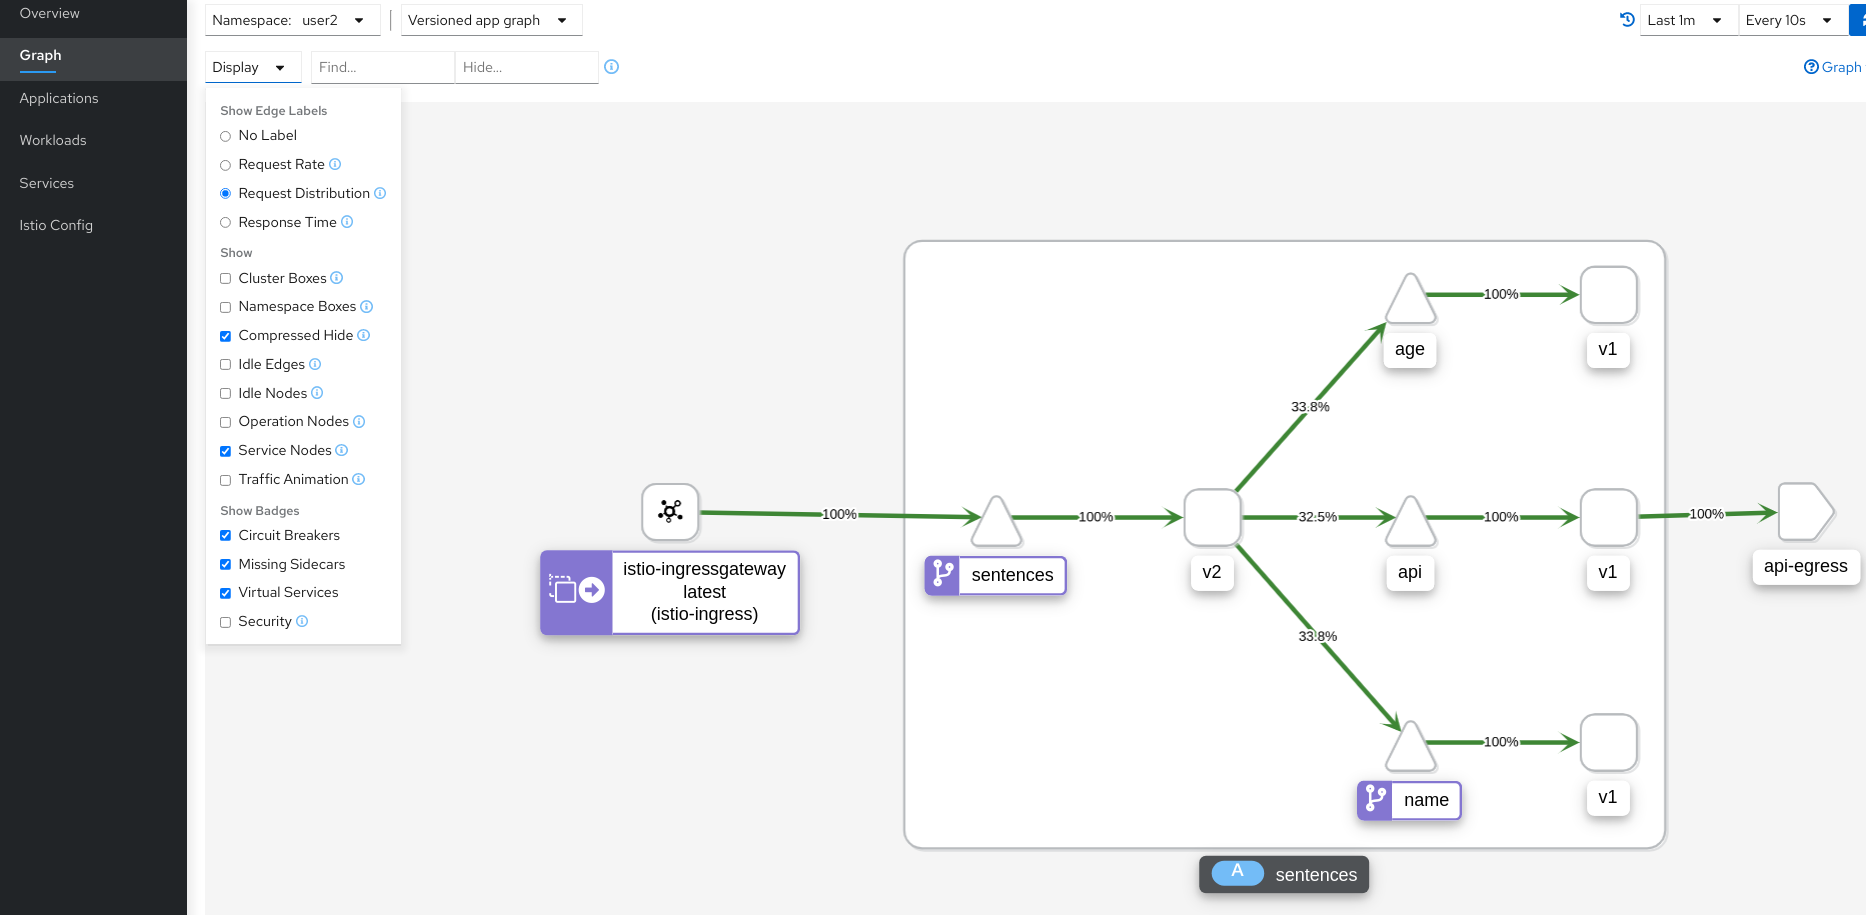 Overview
Graph
Applications
Workloads
Services
Istio Config
Namespace: user2
Versioned app graph
Last 1m
Every 10s
Display
Find...
Hide...
Graph
Show Edge Labels
No Label
Request Rate
Request Distribution
Response Time
Show
Cluster Boxes
Namespace Boxes
Compressed Hide
Idle Edges
Idle Nodes
Operation Nodes
Service Nodes
Traffic Animation
Show Badges
Circuit Breakers
Missing Sidecars
Virtual Services
Security
100%
age
v1
33.8%
100%
100%
32.5%
100%
100%
istio-ingressgateway
latest
(istio-ingress)
sentences
v2
api
v1
api-egress
33.8%
100%
name
v1
A sentences